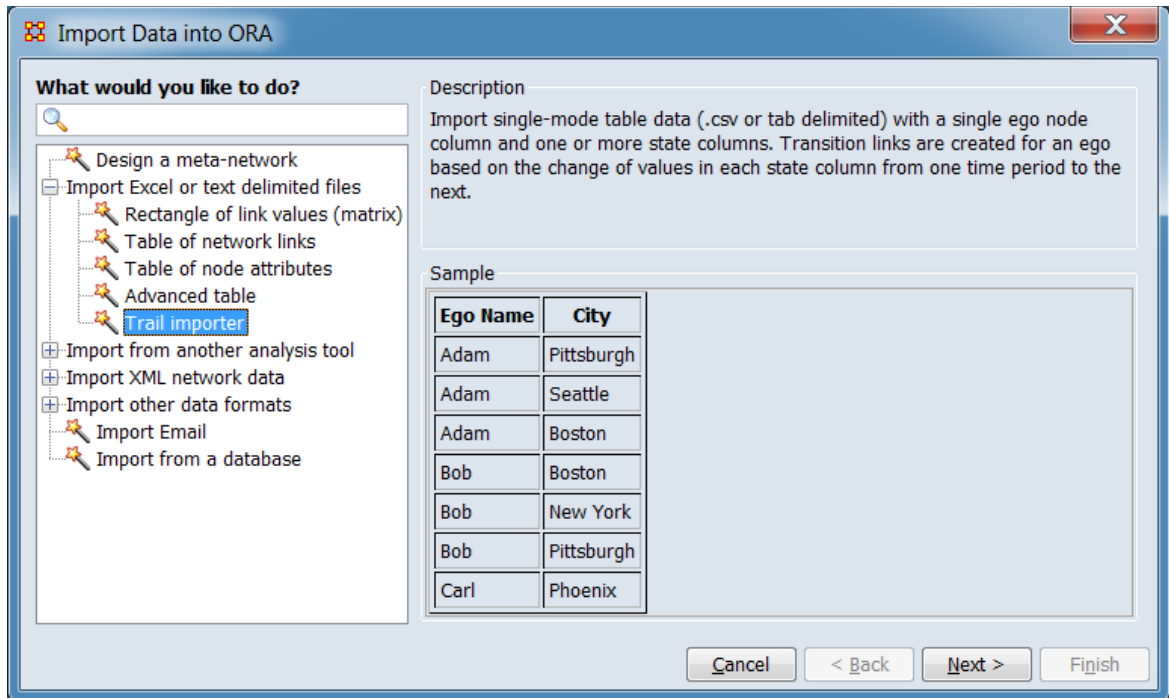 Import Data into ORA
X
What would you like to do?
Design a meta-network
Import Excel or text delimited files
Rectangle of link values (matrix)
Table of network links
Table of node attributes
Advanced table
Trail importer
Import from another analysis tool
Import XML network data
Import other data formats
Import Email
Import from a database
Description
Import single-mode table data (.csv or tab delimited) with a single ego node
column and one or more state columns. Transition links are created for an ego
based on the change of values in each state column from one time period to the
next.
Sample
Ego Name City
Adam Pittsburgh
Adam Seattle
Adam Boston
Bob Boston
Bob New York
Bob Pittsburgh
Carl Phoenix
Cancel < Back Next > Finish